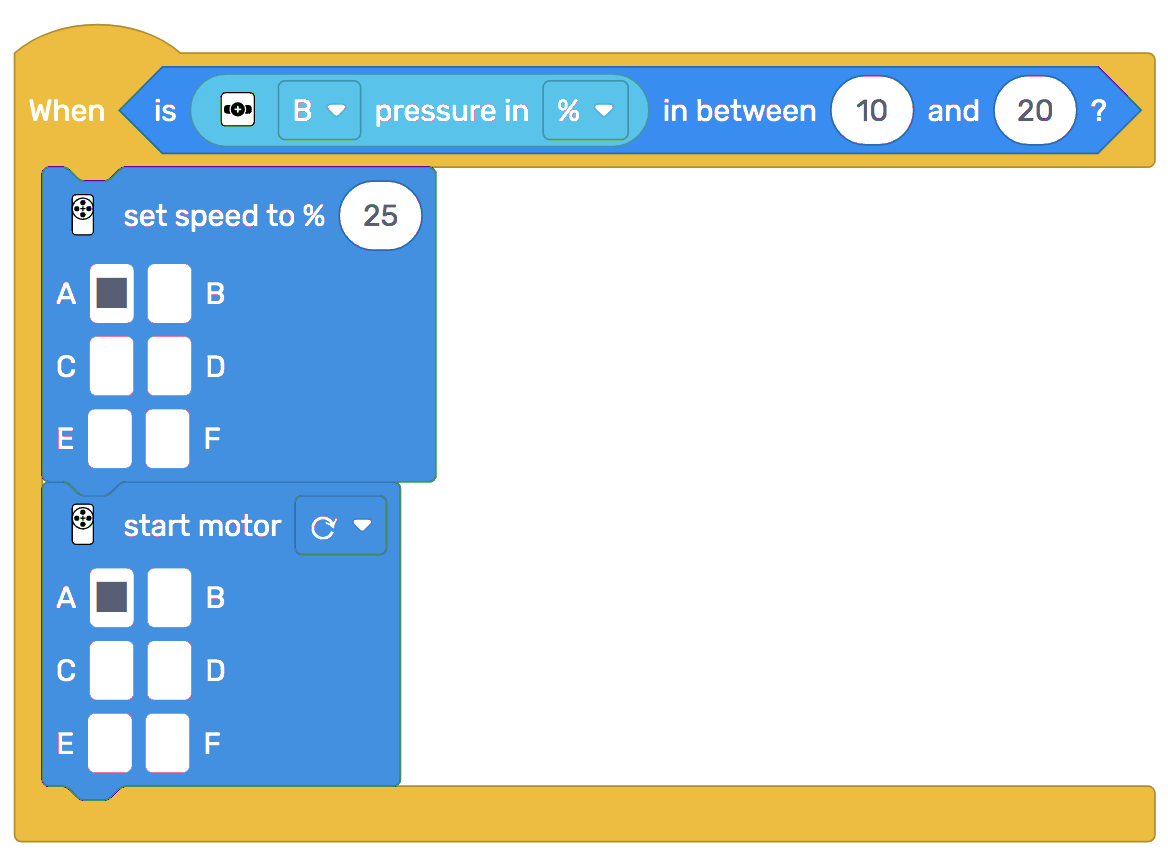 When is B pressure in % in between 10 and 20 ?
set speed to % 25
A B
C D
E F
start motor
A B
C D
E F